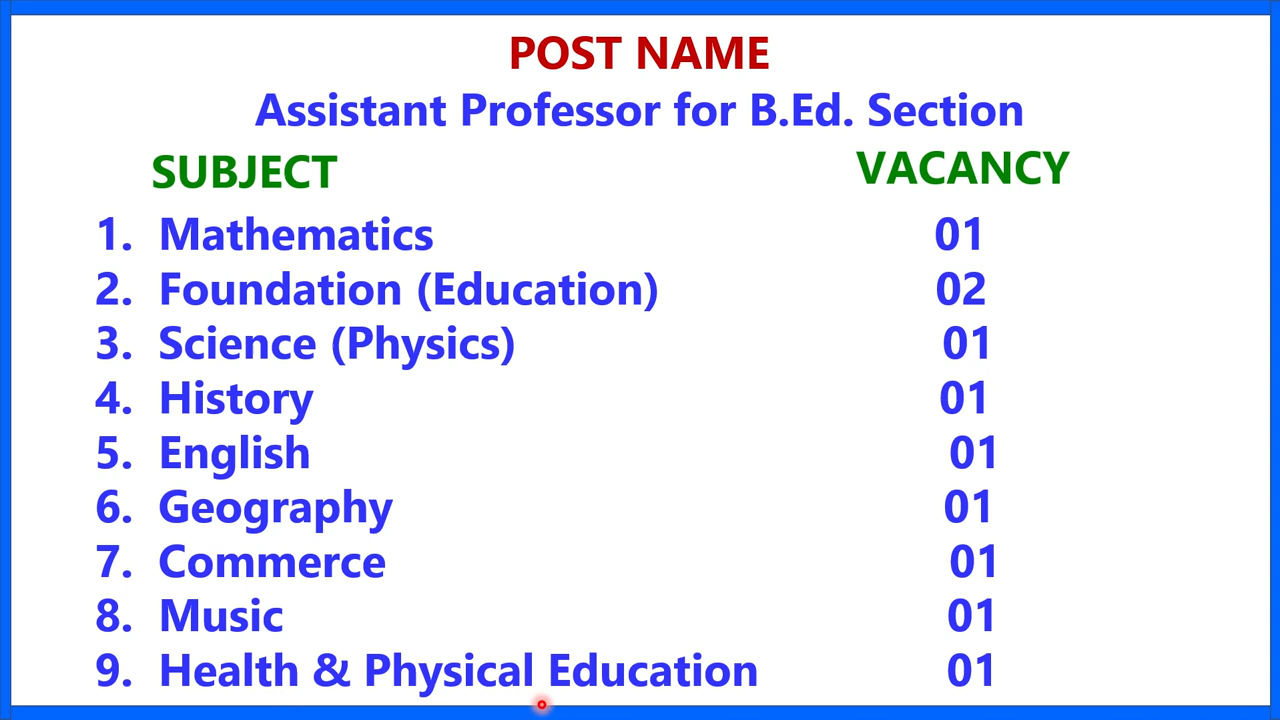 POST NAME
Assistant Professor for B.Ed. Section
SUBJECT VACANCY
1. Mathematics 01
2. Foundation (Education) 02
3. Science (Physics) 01
4. History 01
5. English 01
6. Geography 01
7. Commerce 01
8. Music 01
9. Health & Physical Education 01